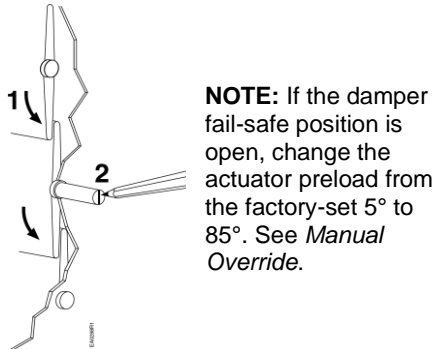 1
2
NOTE: If the damper
fail-safe position is
open, change the
actuator preload from
the factory-set 5° to
85°. See Manual
Override.
EA0288R1